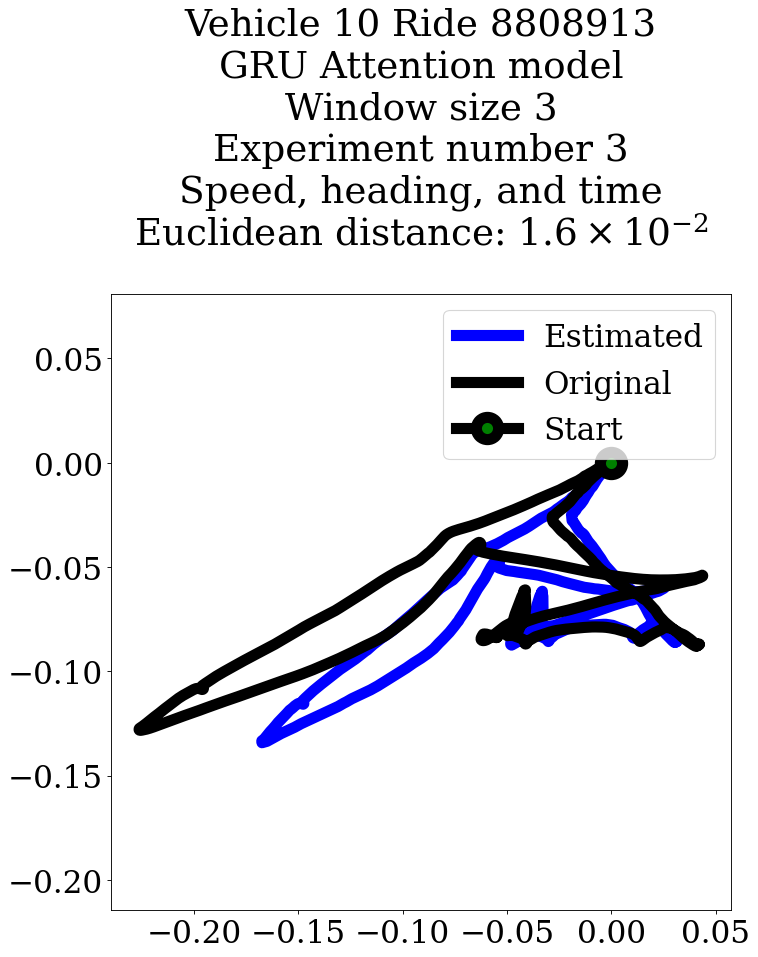 Vehicle 10 Ride 8808913
GRU Attention model
Window size 3
Experiment number 3
Speed, heading, and time
Euclidean distance: 1.6 × 10⁻²
Estimated
Original
Start
0.05
0.00
−0.05
−0.10
−0.15
−0.20
−0.20 −0.15 −0.10 −0.05 0.00 0.05